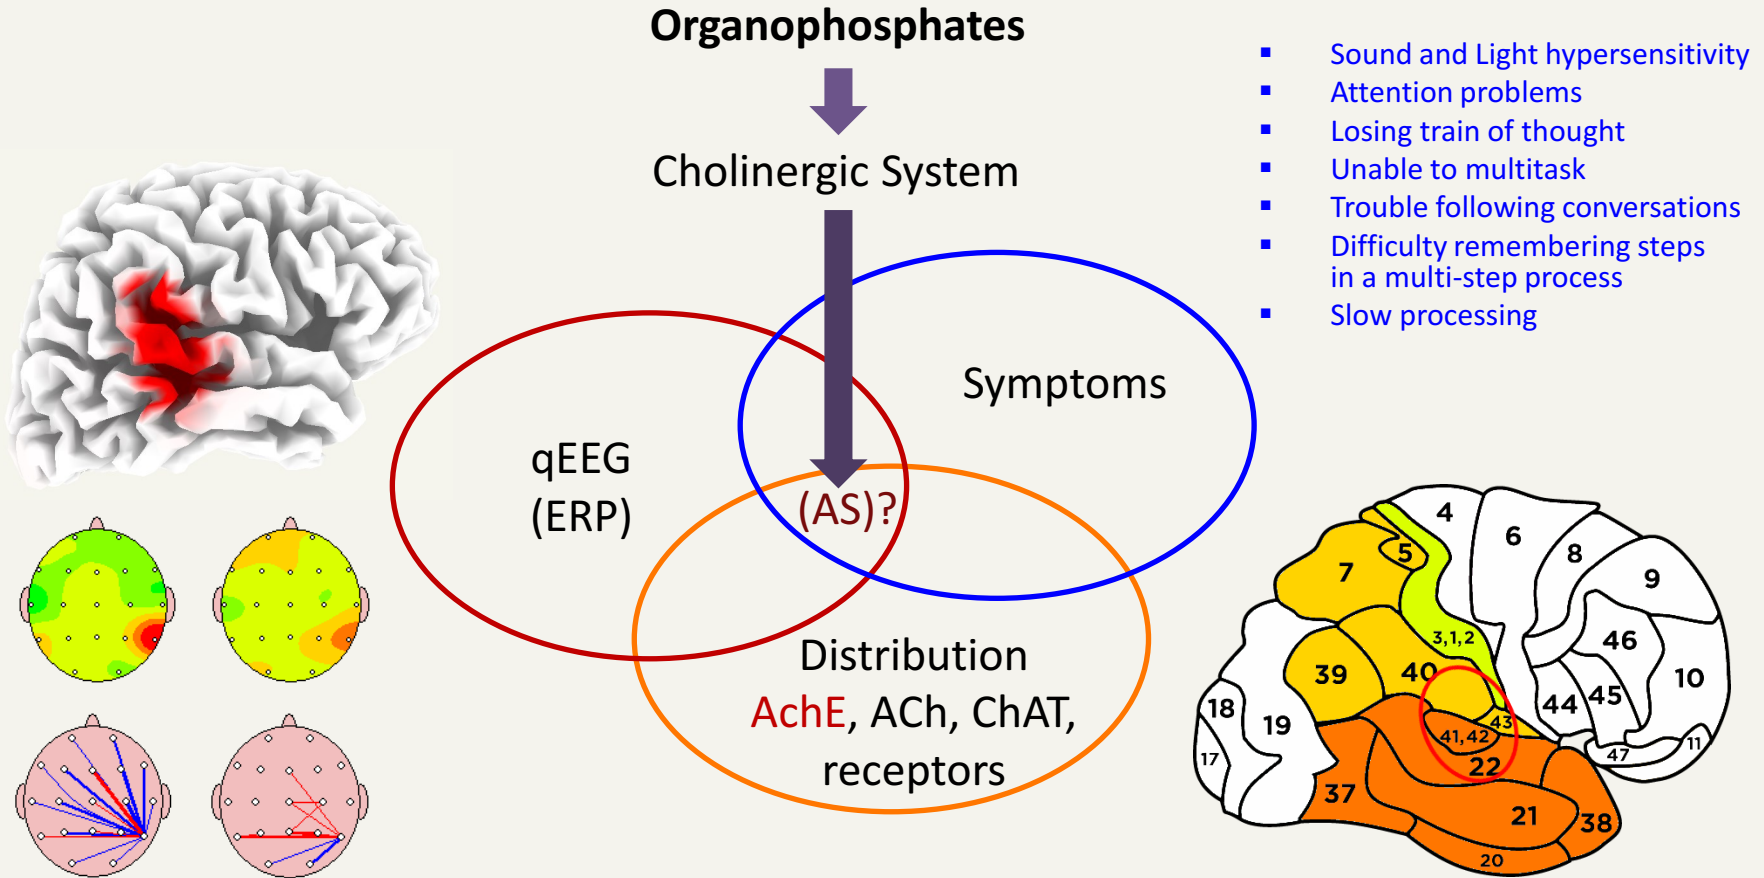 Organophosphates
Cholinergic System
▪ Sound and Light hypersensitivity
▪ Attention problems
▪ Losing train of thought
▪ Unable to multitask
▪ Trouble following conversations
▪ Difficulty remembering steps
in a multi-step process
▪ Slow processing
Symptoms
qEEG
(ERP)
(AS)?
Distribution
AchE, ACh, ChAT,
receptors
4
6
8
9
5
7
3,1,2
46
39
40
10
18
19
44
45
43
41,42
11
17
47
22
37
21
38
20